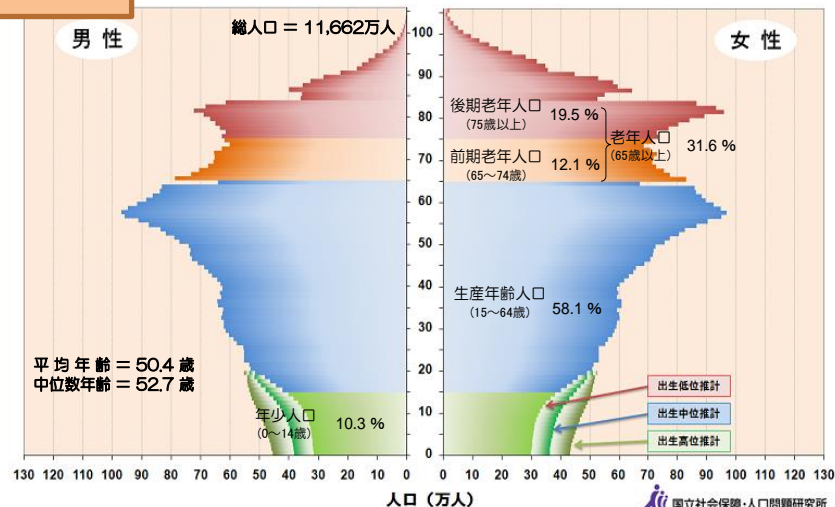 総人口 = 11,662万人
男 性
女 性
100
90
80
70
60
50
40
30
20
10
0
後期老年人口
(75歳以上)
19.5 %
老年人口
(65歳以上)
31.6 %
前期老年人口
(65～74歳)
12.1 %
生産年齢人口
(15～64歳)
58.1 %
平 均 年 齢 = 50.4 歳
中位数年齢 = 52.7 歳
年少人口
(0～14歳)
10.3 %
出生低位推計
出生中位推計
出生高位推計
130 120 110 100 90 80 70 60 50 40 30 20 10 0
0 10 20 30 40 50 60 70 80 90 100 110 120 130
人口（万人）
国立社会保障・人口問題研究所